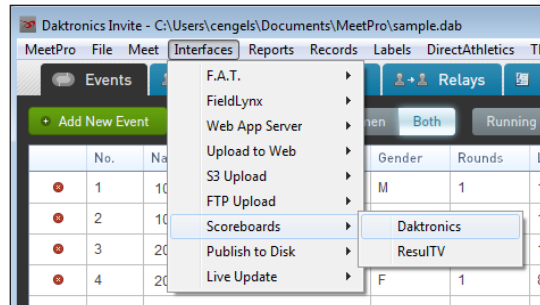 Daktronics Invite - C:\Users\cengels\Documents\MeetPro\sample.dab
MeetPro File Meet Interfaces Reports Records Labels DirectAthletics
Events Relays
F.A.T.
FieldLynx
+ Add New Event Web App Server Both Running
No. Upload to Web Gender Rounds
1 S3 Upload M 1
FTP Upload
2 Scoreboards Daktronics
3 Publish to Disk ResulTV
4 Live Update F 1